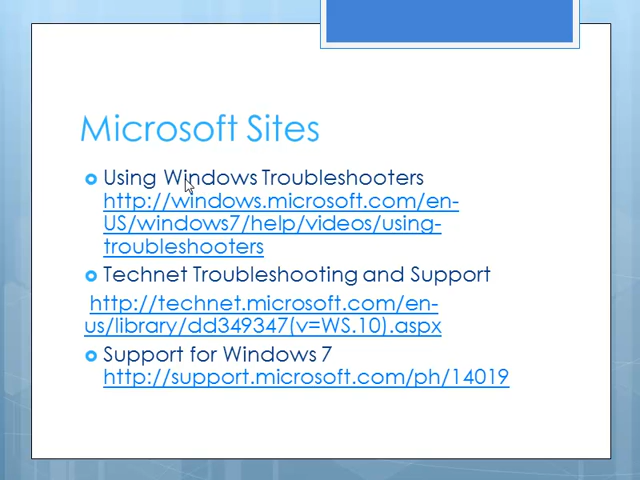 Microsoft Sites
Using Windows Troubleshooters
http://windows.microsoft.com/en-
US/windows7/help/videos/using-
troubleshooters
Technet Troubleshooting and Support
http://technet.microsoft.com/en-
us/library/dd349347(v=WS.10).aspx
Support for Windows 7
http://support.microsoft.com/ph/14019